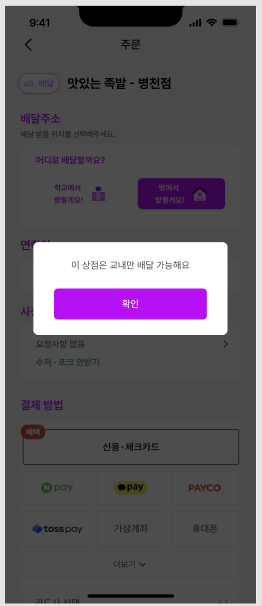 9:41
주문
배달 맛있는 족발 - 병천점
배달주소
배달 받을 위치를 선택해주세요.
어디로 배달할까요?
학교에서
받을게요!
밖에서
받을게요!
이 상점은 교내만 배달 가능해요
확인
요청사항 없음
수저 · 포크 안받기
결제 방법
혜택
신용·체크카드
N pay
pay
PAYCO
toss pay
가상계좌
휴대폰
더보기
카드사 선택